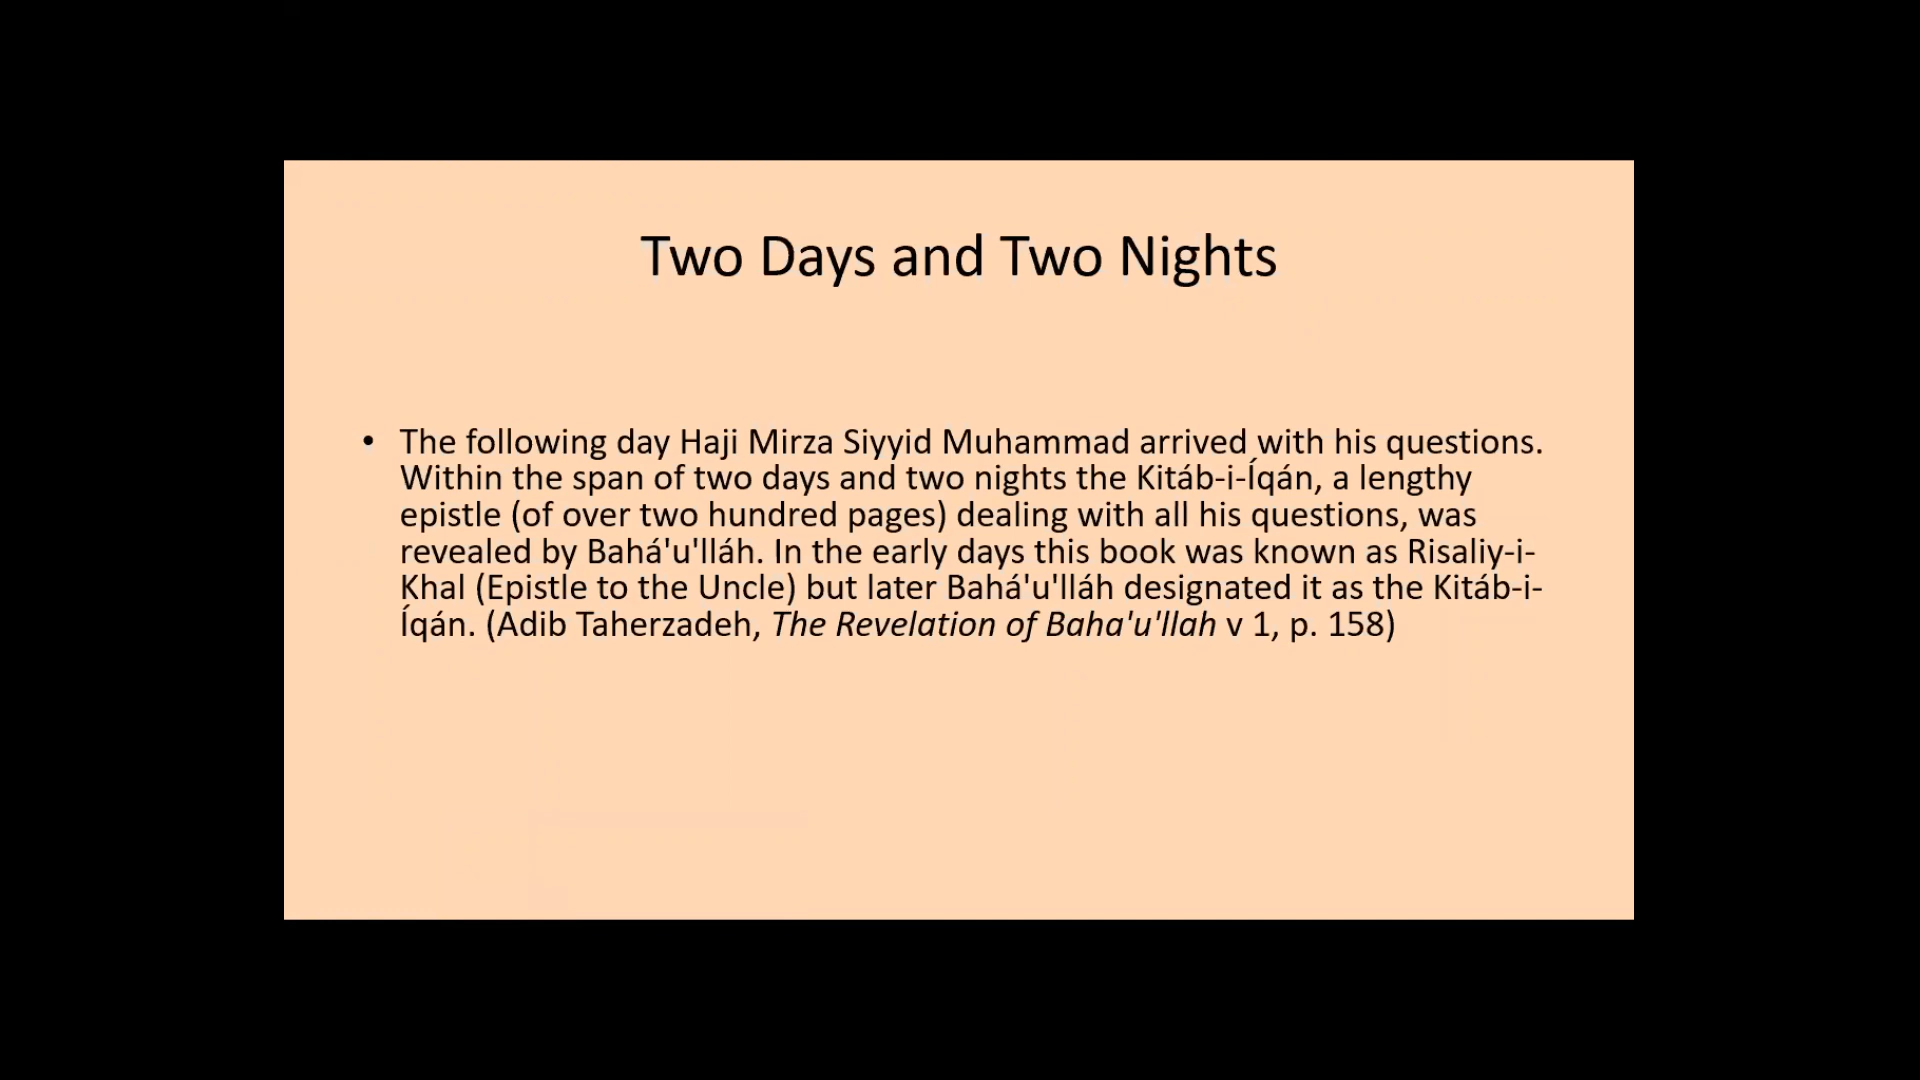 Two Days and Two Nights
• The following day Haji Mirza Siyyid Muhammad arrived with his questions.
Within the span of two days and two nights the Kitáb-i-Íqán, a lengthy
epistle (of over two hundred pages) dealing with all his questions, was
revealed by Bahá'u'lláh. In the early days this book was known as Risaliy-i-
Khal (Epistle to the Uncle) but later Bahá'u'lláh designated it as the Kitáb-i-
Íqán. (Adib Taherzadeh, The Revelation of Baha'u'llah v 1, p. 158)